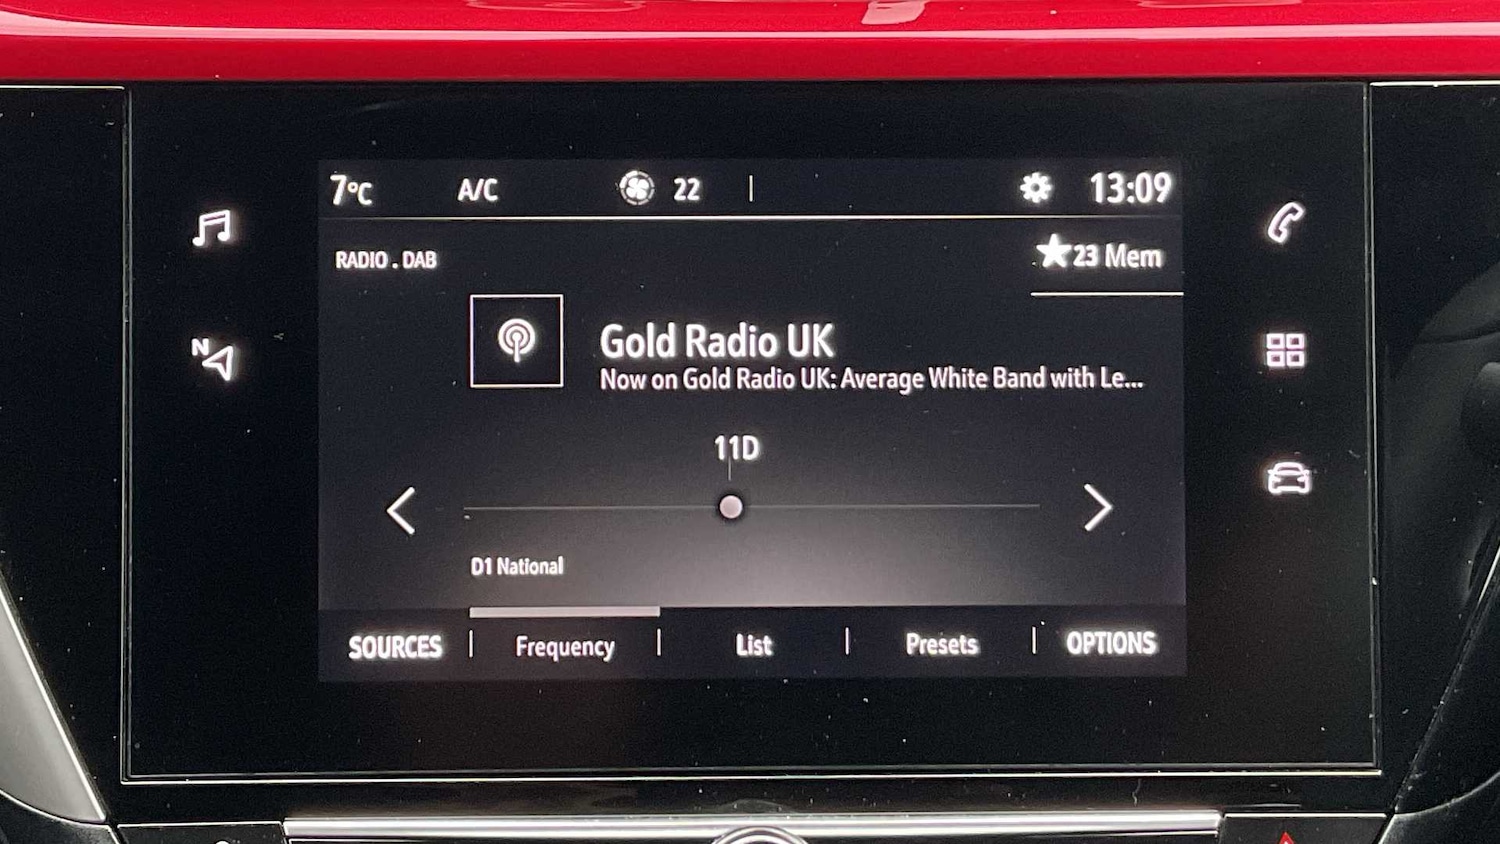 7°C A/C 22 13:09
RADIO . DAB
23 Mem
Gold Radio UK
Now on Gold Radio UK: Average White Band with Le...
11D
N
D1 National
SOURCES Frequency List Presets OPTIONS